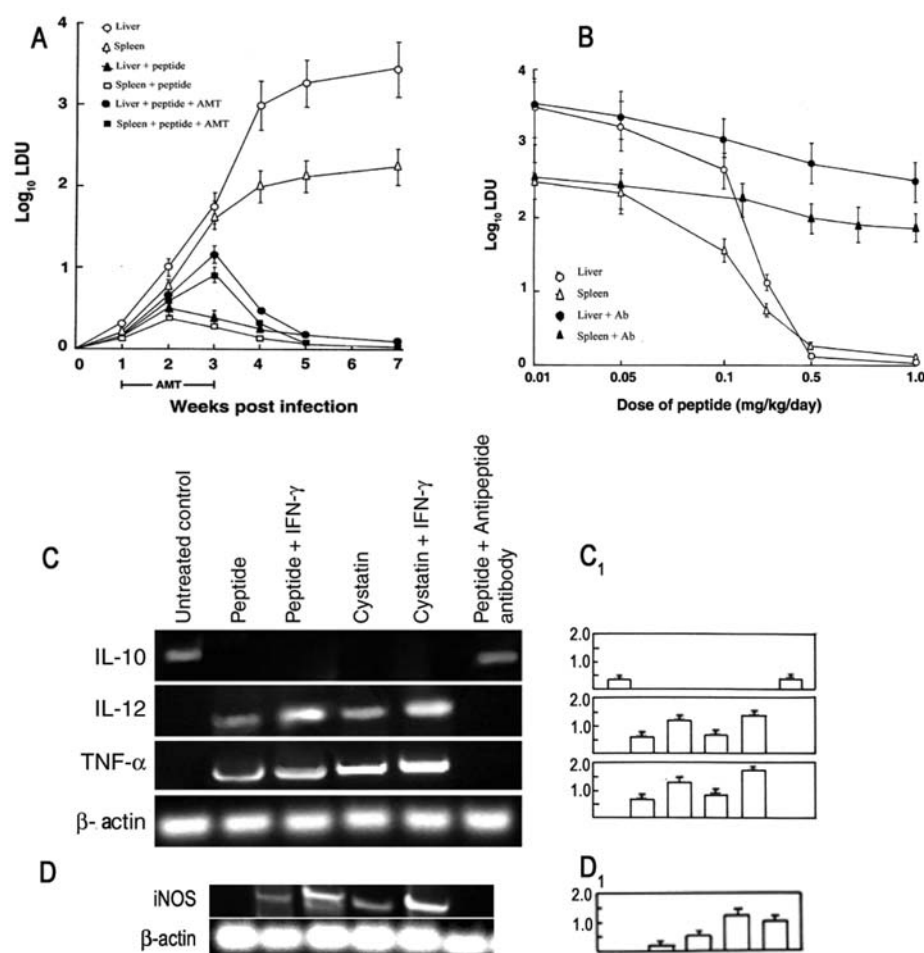 A
Liver
Spleen
Liver + peptide
Spleen + peptide
Liver + peptide + AMT
Spleen + peptide + AMT
Log10 LDU
4
3
2
1
0
0 1 2 3 4 5 6 7
AMT
Weeks post infection
B
Log10 LDU
4
3
2
1
0
Liver
Spleen
Liver + Ab
Spleen + Ab
0.01 0.05 0.1 0.5 1.0
Dose of peptide (mg/kg/day)
C
Untreated control
Peptide
Peptide + IFN-γ
Cystatin
Cystatin + IFN-γ
Peptide + Antipeptide
antibody
IL-10
IL-12
TNF-α
β- actin
C1
2.0
1.0
2.0
1.0
2.0
1.0
D
iNOS
β-actin
D1
2.0
1.0